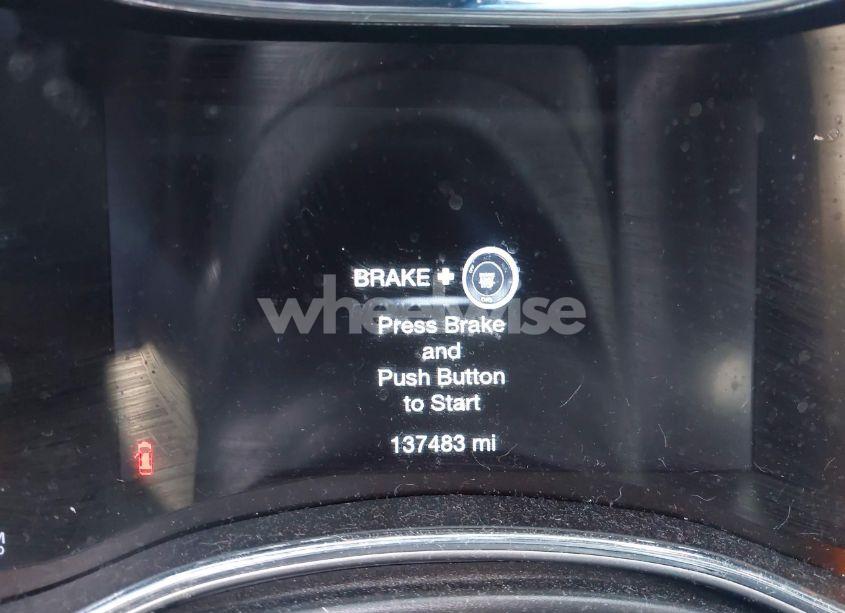 BRAKE +
wheelwise
Press Brake
and
Push Button
to Start
137483 mi